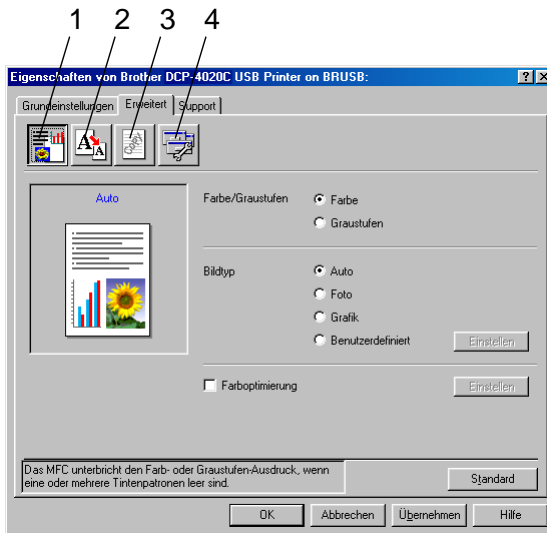 1 2 3 4
Eigenschaften von Brother DCP-4020C USB Printer on BRUSB:
Grundeinstellungen Erweitert Support
A A Copy
Auto
Farbe/Graustufen Farbe
Graustufen
Bildtyp Auto
Foto
Grafik
Benutzerdefiniert Einstellen
Farboptimierung Einstellen
Das MFC unterbricht den Farb- oder Graustufen-Ausdruck, wenn
eine oder mehrere Tintenpatronen leer sind.
Standard
OK Abbrechen Übernehmen Hilfe